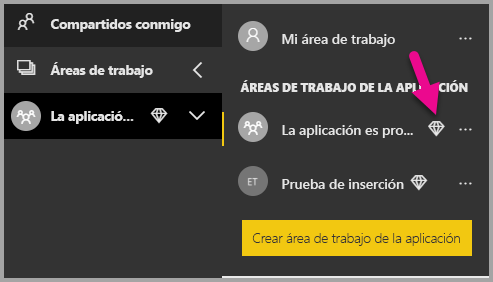 Compartidos conmigo
Áreas de trabajo
La aplicació...
Mi área de trabajo
ÁREAS DE TRABAJO DE LA APLICACIÓN
La aplicación es pro...
ET
Prueba de inserción
Crear área de trabajo de la aplicación